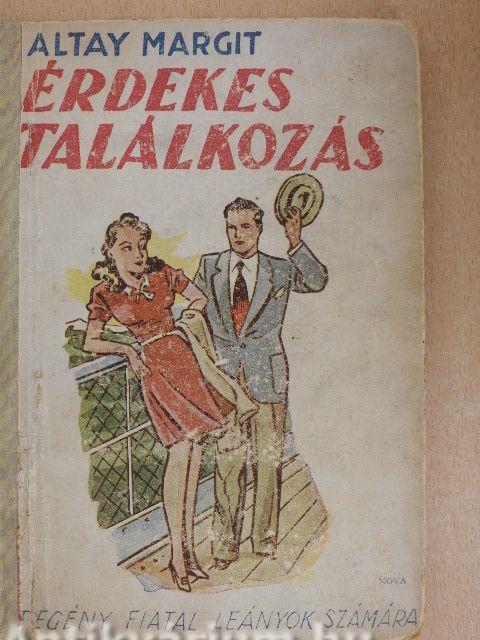 ALTAY MARGIT
ÉRDEKES
TALÁLKOZÁS
NOVA
REGÉNY FIATAL LEÁNYOK SZÁMÁRA